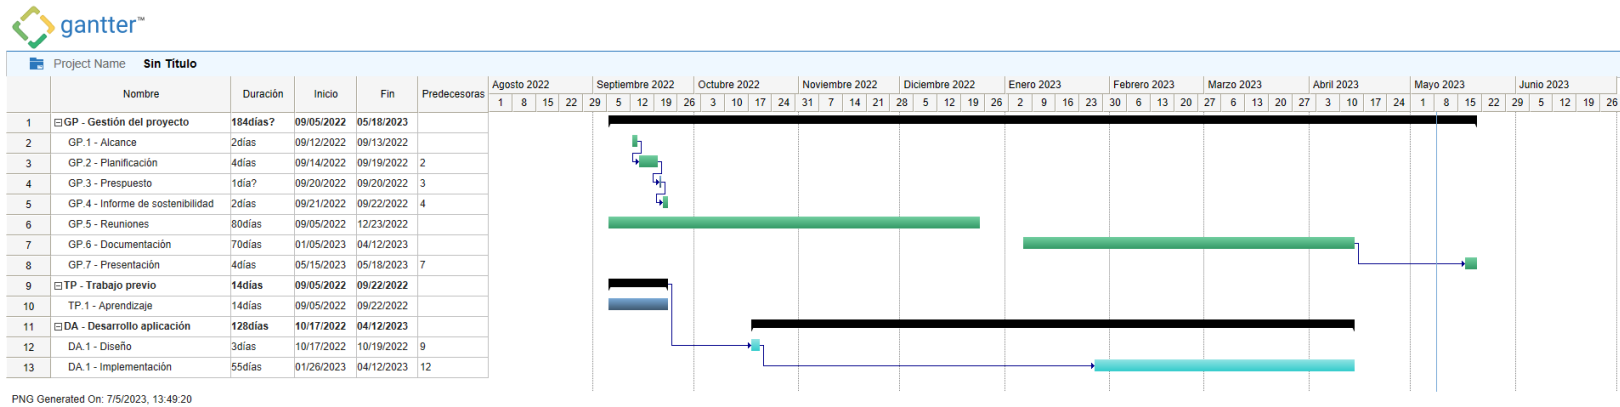 gantter™
Project Name Sin Título
Nombre Duración Inicio Fin Predecesoras
Agosto 2022 Septiembre 2022 Octubre 2022 Noviembre 2022 Diciembre 2022 Enero 2023 Febrero 2023 Marzo 2023 Abril 2023 Mayo 2023 Junio 2023
1 8 15 22 29 5 12 19 26 3 10 17 24 31 7 14 21 28 5 12 19 26 2 9 16 23 30 6 13 20 27 6 13 20 27 3 10 17 24 1 8 15 22 29 5 12 19 26
1 GP - Gestión del proyecto 184días? 09/05/2022 05/18/2023
2 GP.1 - Alcance 2días 09/12/2022 09/13/2022
3 GP.2 - Planificación 4días 09/14/2022 09/19/2022 2
4 GP.3 - Prespuesto 1día? 09/20/2022 09/20/2022 3
5 GP.4 - Informe de sostenibilidad 2días 09/21/2022 09/22/2022 4
6 GP.5 - Reuniones 80días 09/05/2022 12/23/2022
7 GP.6 - Documentación 70días 01/05/2023 04/12/2023
8 GP.7 - Presentación 4días 05/15/2023 05/18/2023 7
9 TP - Trabajo previo 14días 09/05/2022 09/22/2022
10 TP.1 - Aprendizaje 14días 09/05/2022 09/22/2022
11 DA - Desarrollo aplicación 128días 10/17/2022 04/12/2023
12 DA.1 - Diseño 3días 10/17/2022 10/19/2022 9
13 DA.1 - Implementación 55días 01/26/2023 04/12/2023 12
PNG Generated On: 7/5/2023, 13:49:20